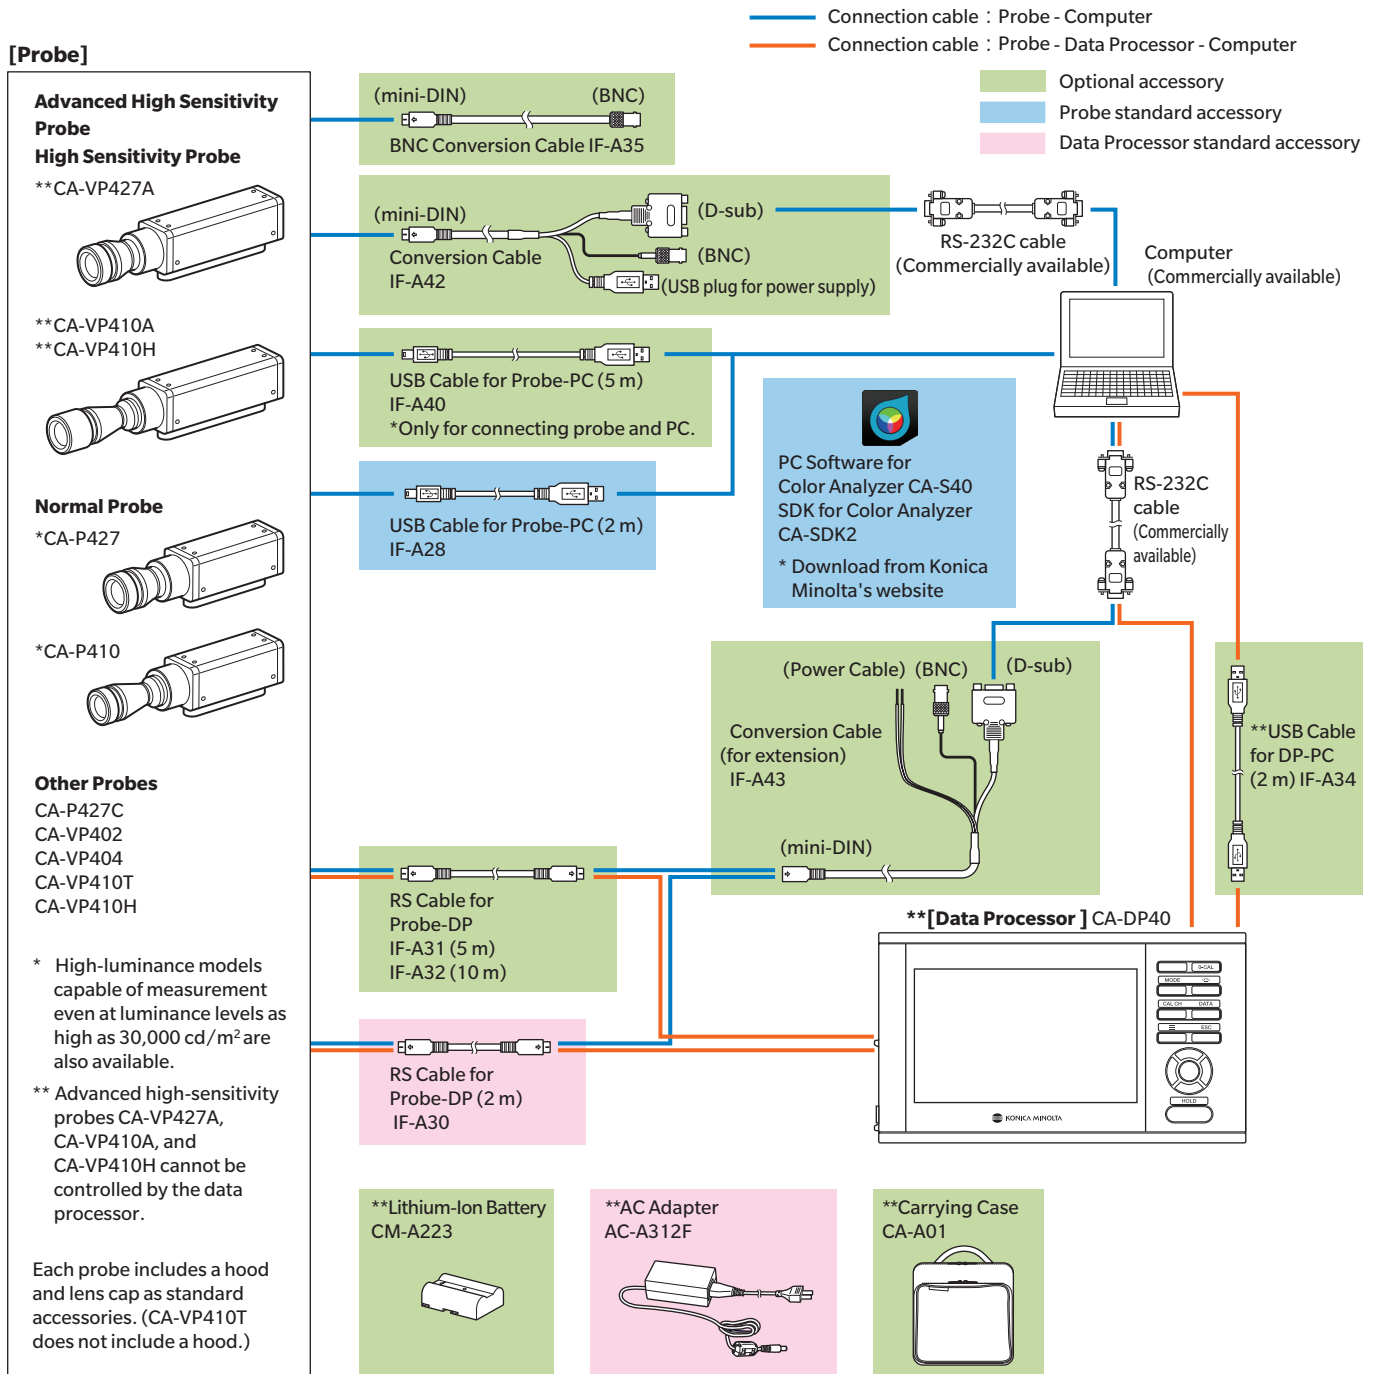 Connection cable : Probe - Computer
Connection cable : Probe - Data Processor - Computer
Optional accessory
Probe standard accessory
Data Processor standard accessory
[Probe]
Advanced High Sensitivity
Probe
High Sensitivity Probe
**CA-VP427A
**CA-VP410A
**CA-VP410H
Normal Probe
*CA-P427
*CA-P410
Other Probes
CA-P427C
CA-VP402
CA-VP404
CA-VP410T
CA-VP410H
* High-luminance models
capable of measurement
even at luminance levels as
high as 30,000 cd/m² are
also available.
** Advanced high-sensitivity
probes CA-VP427A,
CA-VP410A, and
CA-VP410H cannot be
controlled by the data
processor.
Each probe includes a hood
and lens cap as standard
accessories. (CA-VP410T
does not include a hood.)
(mini-DIN) (BNC)
BNC Conversion Cable IF-A35
(mini-DIN)
(D-sub)
(BNC)
(USB plug for power supply)
Conversion Cable
IF-A42
RS-232C cable
(Commercially available)
Computer
(Commercially available)
USB Cable for Probe-PC (5 m)
IF-A40
*Only for connecting probe and PC.
USB Cable for Probe-PC (2 m)
IF-A28
PC Software for
Color Analyzer CA-S40
SDK for Color Analyzer
CA-SDK2
* Download from Konica
Minolta's website
RS-232C
cable
(Commercially
available)
(Power Cable) (BNC) (D-sub)
Conversion Cable
(for extension)
IF-A43
(mini-DIN)
**USB Cable
for DP-PC
(2 m) IF-A34
RS Cable for
Probe-DP
IF-A31 (5 m)
IF-A32 (10 m)
RS Cable for
Probe-DP (2 m)
IF-A30
**[Data Processor ] CA-DP40
0-CAL
MODE
CAL CH DATA
ESC
HOLD
KONICA MINOLTA
**Lithium-Ion Battery
CM-A223
**AC Adapter
AC-A312F
**Carrying Case
CA-A01